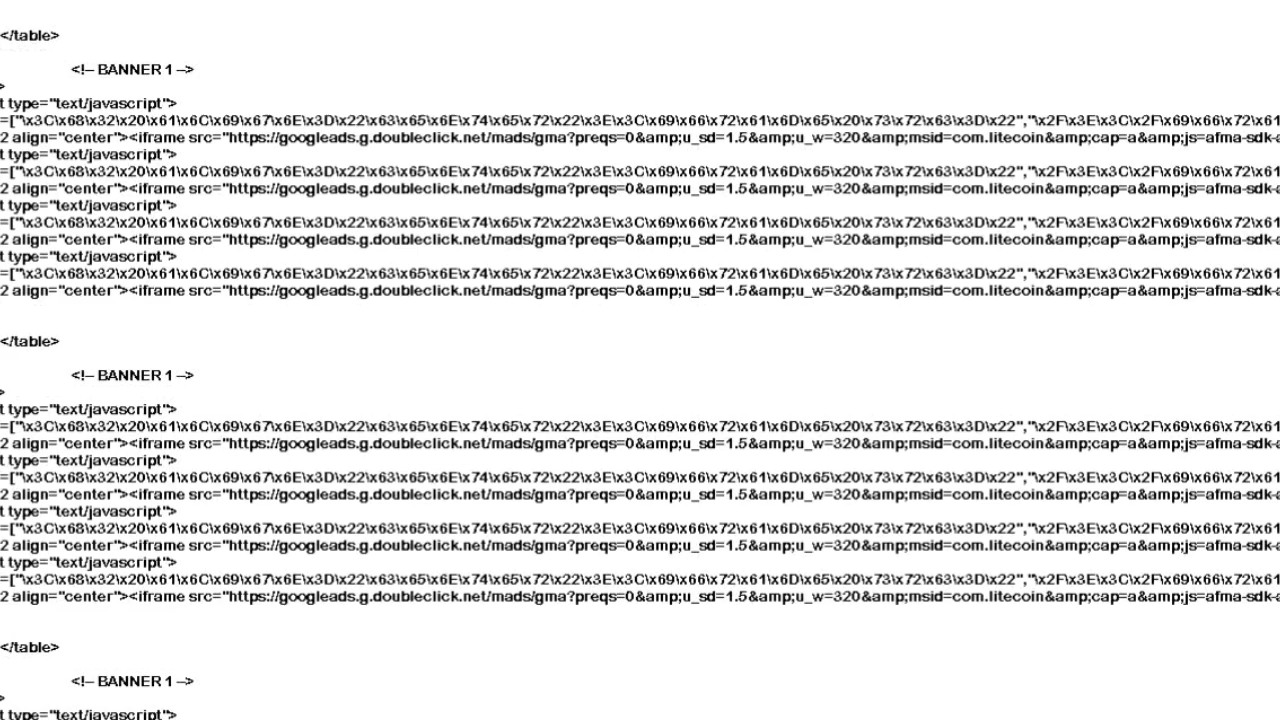 </table>
<!-- BANNER 1 -->
>
t type="text/javascript">
=["\x3C\x68\x32\x20\x61\x6C\x69\x67\x6E\x3D\x22\x63\x65\x6E\x74\x65\x72\x22\x3E\x3C\x69\x66\x72\x61\x6D\x65\x20\x73\x72\x63\x3D\x22","\x2F\x3E\x3C\x2F\x69\x66\x72\x61
2 align="center"><iframe src="https://googleads.g.doubleclick.net/mads/gma?preqs=0&amp;u_sd=1.5&amp;u_w=320&amp;msid=com.litecoin&amp;cap=a&amp;js=afma-sdk-a
t type="text/javascript">
=["\x3C\x68\x32\x20\x61\x6C\x69\x67\x6E\x3D\x22\x63\x65\x6E\x74\x65\x72\x22\x3E\x3C\x69\x66\x72\x61\x6D\x65\x20\x73\x72\x63\x3D\x22","\x2F\x3E\x3C\x2F\x69\x66\x72\x61
2 align="center"><iframe src="https://googleads.g.doubleclick.net/mads/gma?preqs=0&amp;u_sd=1.5&amp;u_w=320&amp;msid=com.litecoin&amp;cap=a&amp;js=afma-sdk-a
t type="text/javascript">
=["\x3C\x68\x32\x20\x61\x6C\x69\x67\x6E\x3D\x22\x63\x65\x6E\x74\x65\x72\x22\x3E\x3C\x69\x66\x72\x61\x6D\x65\x20\x73\x72\x63\x3D\x22","\x2F\x3E\x3C\x2F\x69\x66\x72\x61
2 align="center"><iframe src="https://googleads.g.doubleclick.net/mads/gma?preqs=0&amp;u_sd=1.5&amp;u_w=320&amp;msid=com.litecoin&amp;cap=a&amp;js=afma-sdk-a
t type="text/javascript">
=["\x3C\x68\x32\x20\x61\x6C\x69\x67\x6E\x3D\x22\x63\x65\x6E\x74\x65\x72\x22\x3E\x3C\x69\x66\x72\x61\x6D\x65\x20\x73\x72\x63\x3D\x22","\x2F\x3E\x3C\x2F\x69\x66\x72\x61
2 align="center"><iframe src="https://googleads.g.doubleclick.net/mads/gma?preqs=0&amp;u_sd=1.5&amp;u_w=320&amp;msid=com.litecoin&amp;cap=a&amp;js=afma-sdk-a
</table>
<!-- BANNER 1 -->
>
t type="text/javascript">
=["\x3C\x68\x32\x20\x61\x6C\x69\x67\x6E\x3D\x22\x63\x65\x6E\x74\x65\x72\x22\x3E\x3C\x69\x66\x72\x61\x6D\x65\x20\x73\x72\x63\x3D\x22","\x2F\x3E\x3C\x2F\x69\x66\x72\x61
2 align="center"><iframe src="https://googleads.g.doubleclick.net/mads/gma?preqs=0&amp;u_sd=1.5&amp;u_w=320&amp;msid=com.litecoin&amp;cap=a&amp;js=afma-sdk-a
t type="text/javascript">
=["\x3C\x68\x32\x20\x61\x6C\x69\x67\x6E\x3D\x22\x63\x65\x6E\x74\x65\x72\x22\x3E\x3C\x69\x66\x72\x61\x6D\x65\x20\x73\x72\x63\x3D\x22","\x2F\x3E\x3C\x2F\x69\x66\x72\x61
2 align="center"><iframe src="https://googleads.g.doubleclick.net/mads/gma?preqs=0&amp;u_sd=1.5&amp;u_w=320&amp;msid=com.litecoin&amp;cap=a&amp;js=afma-sdk-a
t type="text/javascript">
=["\x3C\x68\x32\x20\x61\x6C\x69\x67\x6E\x3D\x22\x63\x65\x6E\x74\x65\x72\x22\x3E\x3C\x69\x66\x72\x61\x6D\x65\x20\x73\x72\x63\x3D\x22","\x2F\x3E\x3C\x2F\x69\x66\x72\x61
2 align="center"><iframe src="https://googleads.g.doubleclick.net/mads/gma?preqs=0&amp;u_sd=1.5&amp;u_w=320&amp;msid=com.litecoin&amp;cap=a&amp;js=afma-sdk-a
t type="text/javascript">
=["\x3C\x68\x32\x20\x61\x6C\x69\x67\x6E\x3D\x22\x63\x65\x6E\x74\x65\x72\x22\x3E\x3C\x69\x66\x72\x61\x6D\x65\x20\x73\x72\x63\x3D\x22","\x2F\x3E\x3C\x2F\x69\x66\x72\x61
2 align="center"><iframe src="https://googleads.g.doubleclick.net/mads/gma?preqs=0&amp;u_sd=1.5&amp;u_w=320&amp;msid=com.litecoin&amp;cap=a&amp;js=afma-sdk-a
</table>
<!-- BANNER 1 -->
>
t type="text/javascript">